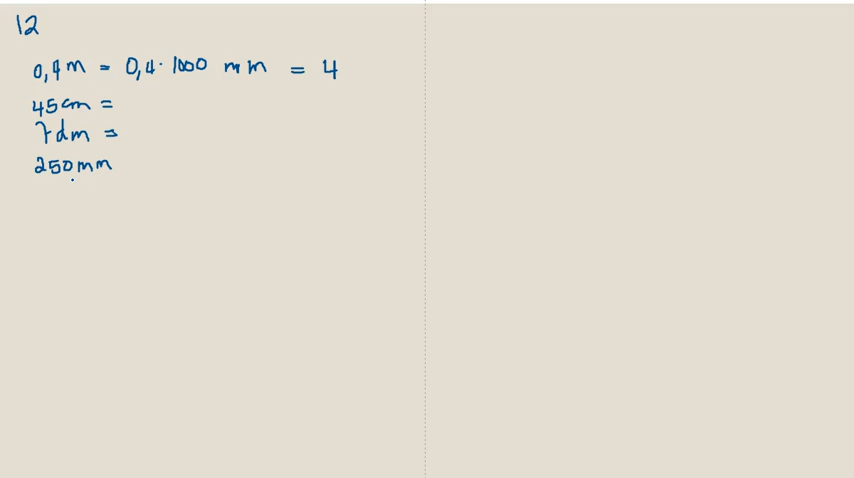 12
0,4m = 0,4·1000 mm = 4
45cm =
7dm =
250mm